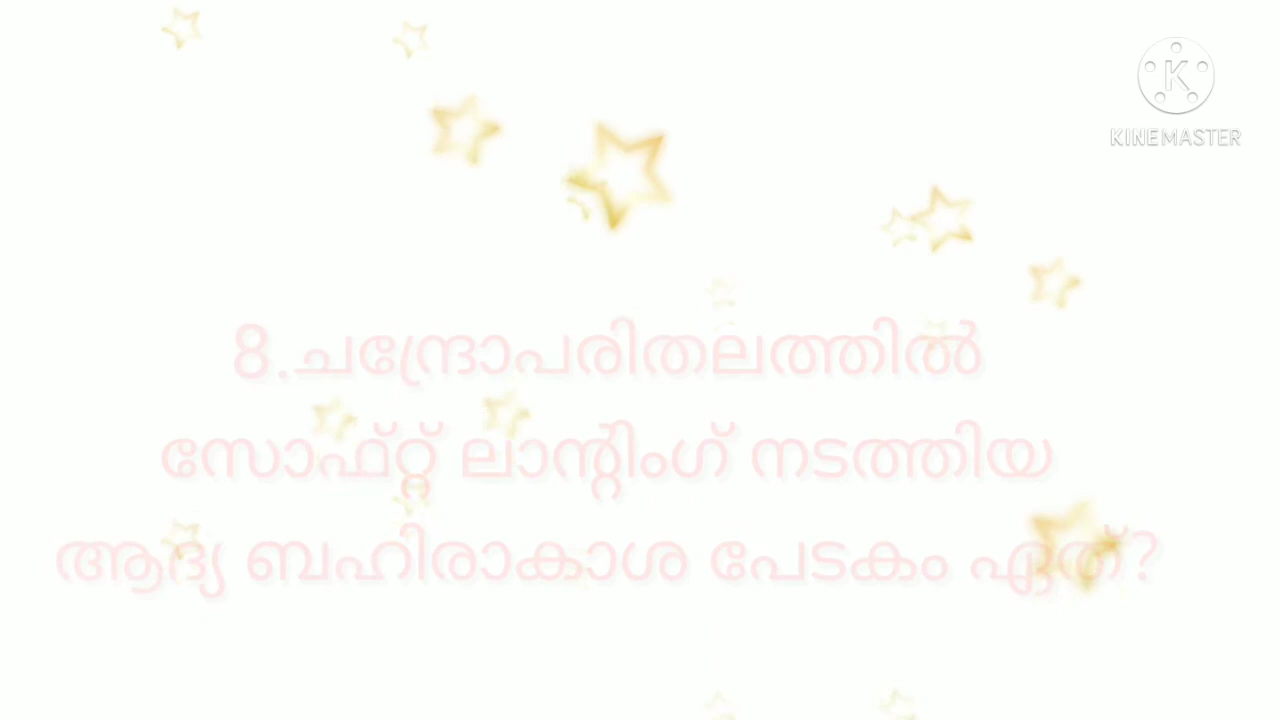 KINEMASTER
8.ചന്ദ്രോപരിതലത്തിൽ
സോഫ്റ്റ് ലാന്റിംഗ് നടത്തിയ
ആദ്യ ബഹിരാകാശ പേടകം ഏത്?